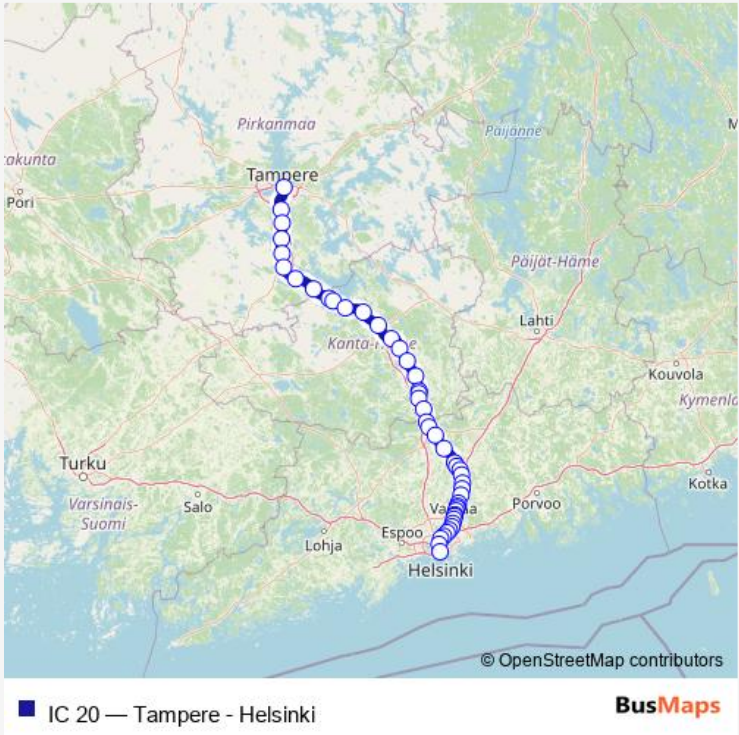 Pirkanmaa
Päijänne
M
akunta
Tampere
Pori
Päijät-Häme
Lahti
Kanta-
e
Kouvola
Kymenla
Turku
Kotka
Varsinais-
Suomi
Salo
Porvoo
Va
a
Espoo
Lohja
Helsinki
© OpenStreetMap contributors
IC 20 — Tampere - Helsinki
BusMaps